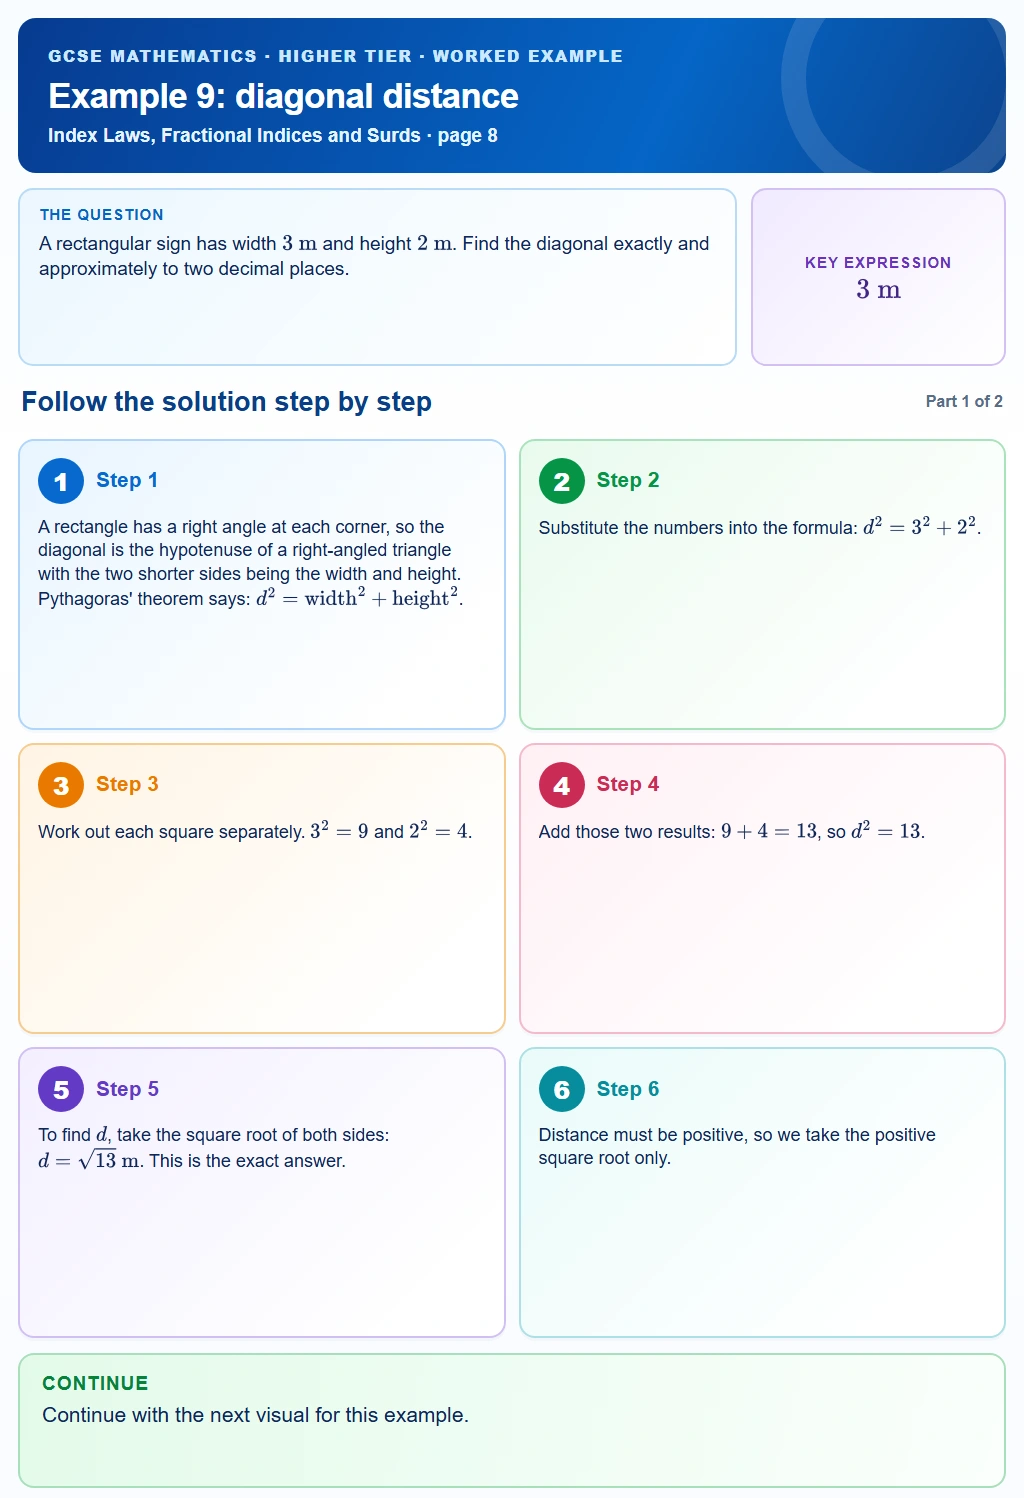 GCSE MATHEMATICS · HIGHER TIER · WORKED EXAMPLE
Example 9: diagonal distance
Index Laws, Fractional Indices and Surds · page 8
THE QUESTION
A rectangular sign has width 3 m and height 2 m. Find the diagonal exactly and
approximately to two decimal places.
KEY EXPRESSION
3 m
Follow the solution step by step
Part 1 of 2
1 Step 1
A rectangle has a right angle at each corner, so the
diagonal is the hypotenuse of a right-angled triangle
with the two shorter sides being the width and height.
Pythagoras' theorem says: d² = width² + height².
2 Step 2
Substitute the numbers into the formula: d² = 3² + 2².
3 Step 3
Work out each square separately. 3² = 9 and 2² = 4.
4 Step 4
Add those two results: 9 + 4 = 13, so d² = 13.
5 Step 5
To find d, take the square root of both sides:
d = √13 m. This is the exact answer.
6 Step 6
Distance must be positive, so we take the positive
square root only.
CONTINUE
Continue with the next visual for this example.